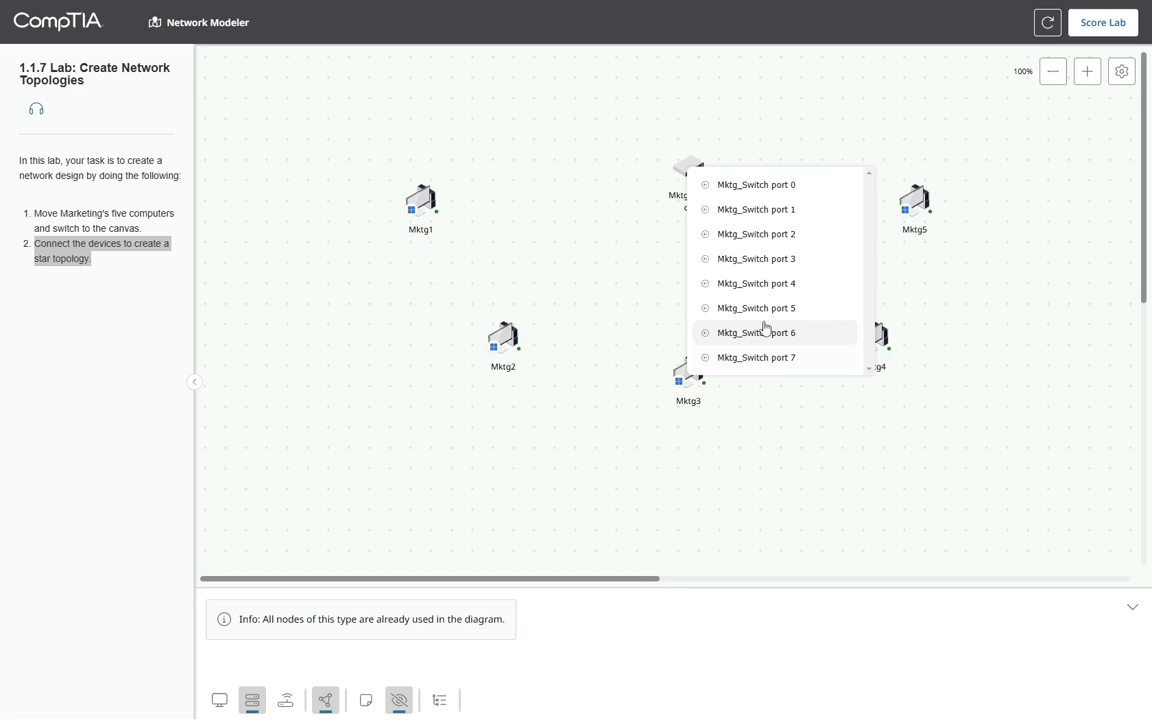 CompTIA.
Network Modeler
Score Lab
1.1.7 Lab: Create Network
Topologies
In this lab, your task is to create a
network design by doing the following:
1. Move Marketing's five computers
and switch to the canvas.
2. Connect the devices to create a
star topology.
100%
Mktg1
Mktg
Mktg5
Mktg_Switch port 0
Mktg_Switch port 1
Mktg_Switch port 2
Mktg_Switch port 3
Mktg_Switch port 4
Mktg_Switch port 5
Mktg_Switch port 6
Mktg_Switch port 7
Mktg2
tg4
Mktg3
Info: All nodes of this type are already used in the diagram.